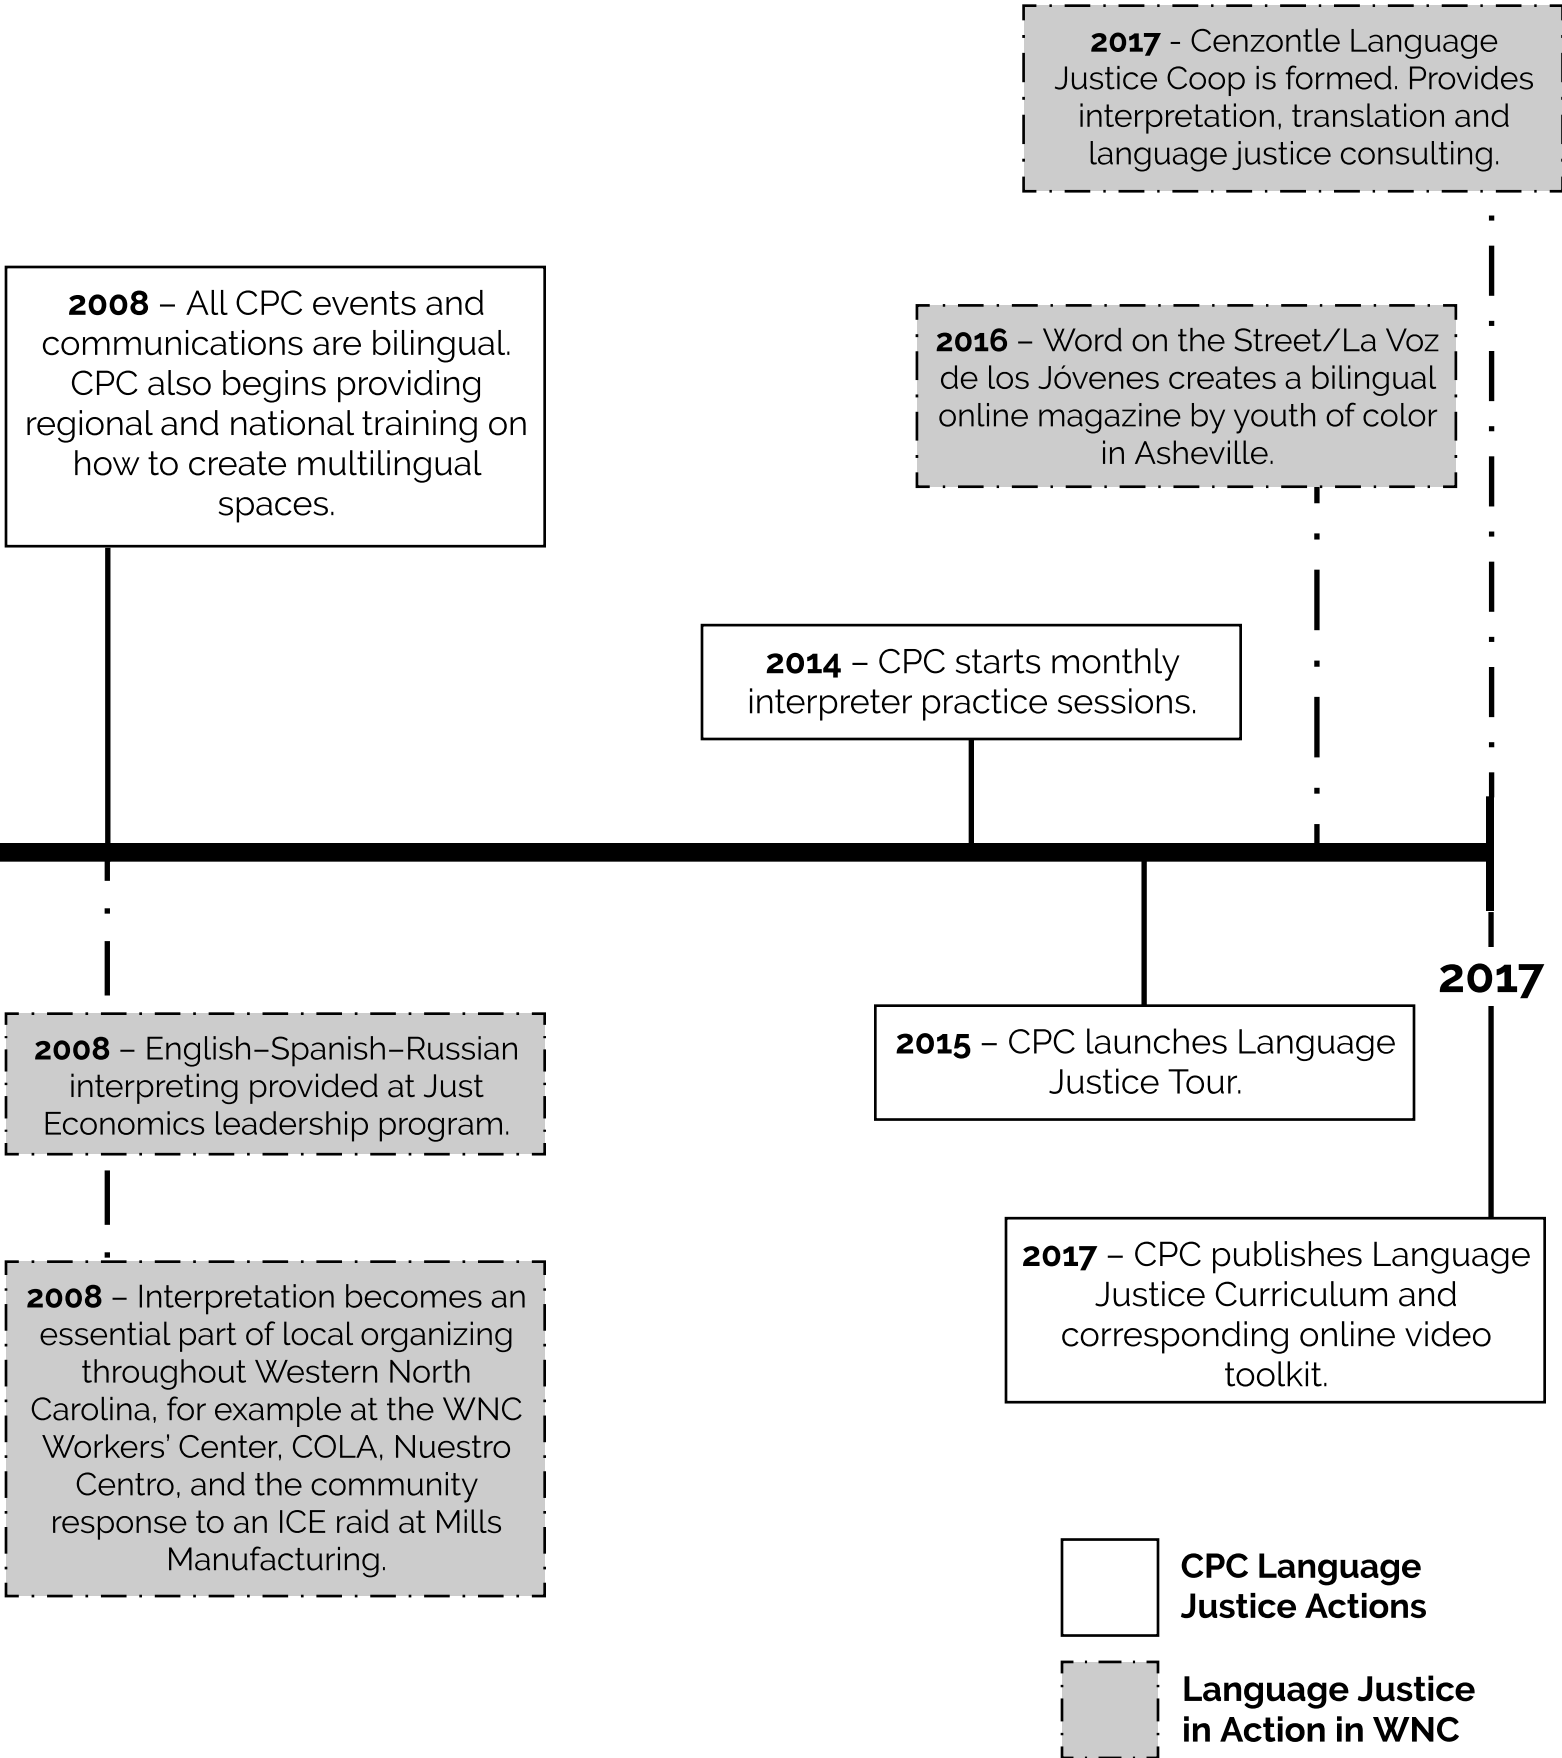 2017 - Cenzontle Language
Justice Coop is formed. Provides
interpretation, translation and
language justice consulting.
2008 – All CPC events and
communications are bilingual.
CPC also begins providing
regional and national training on
how to create multilingual
spaces.
2016 – Word on the Street/La Voz
de los Jóvenes creates a bilingual
online magazine by youth of color
in Asheville.
2014 – CPC starts monthly
interpreter practice sessions.
2017
2008 – English–Spanish–Russian
interpreting provided at Just
Economics leadership program.
2015 – CPC launches Language
Justice Tour.
2008 – Interpretation becomes an
essential part of local organizing
throughout Western North
Carolina, for example at the WNC
Workers’ Center, COLA, Nuestro
Centro, and the community
response to an ICE raid at Mills
Manufacturing.
2017 – CPC publishes Language
Justice Curriculum and
corresponding online video
toolkit.
CPC Language
Justice Actions
Language Justice
in Action in WNC